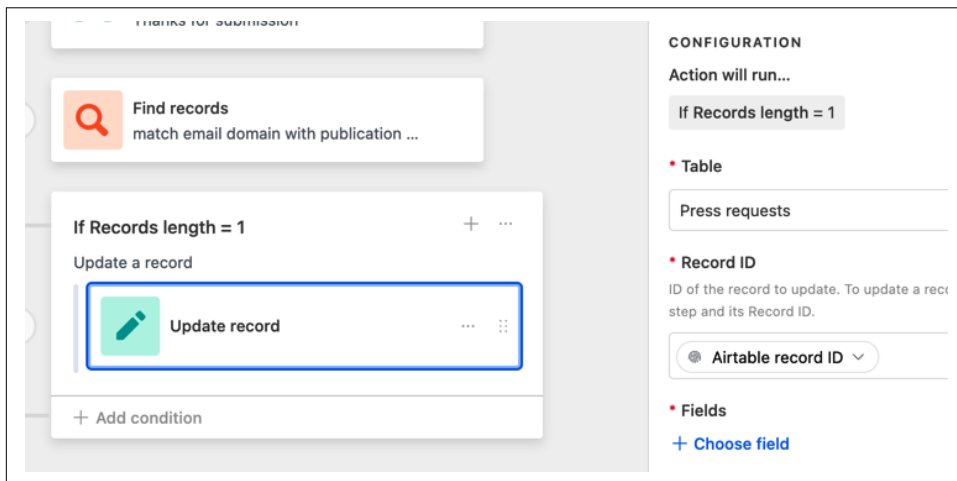 Thanks for submission
Find records
match email domain with publication ...
If Records length = 1
Update a record
Update record
+ Add condition
CONFIGURATION
Action will run...
If Records length = 1
* Table
Press requests
* Record ID
ID of the record to update. To update a reco
step and its Record ID.
Airtable record ID
* Fields
+ Choose field